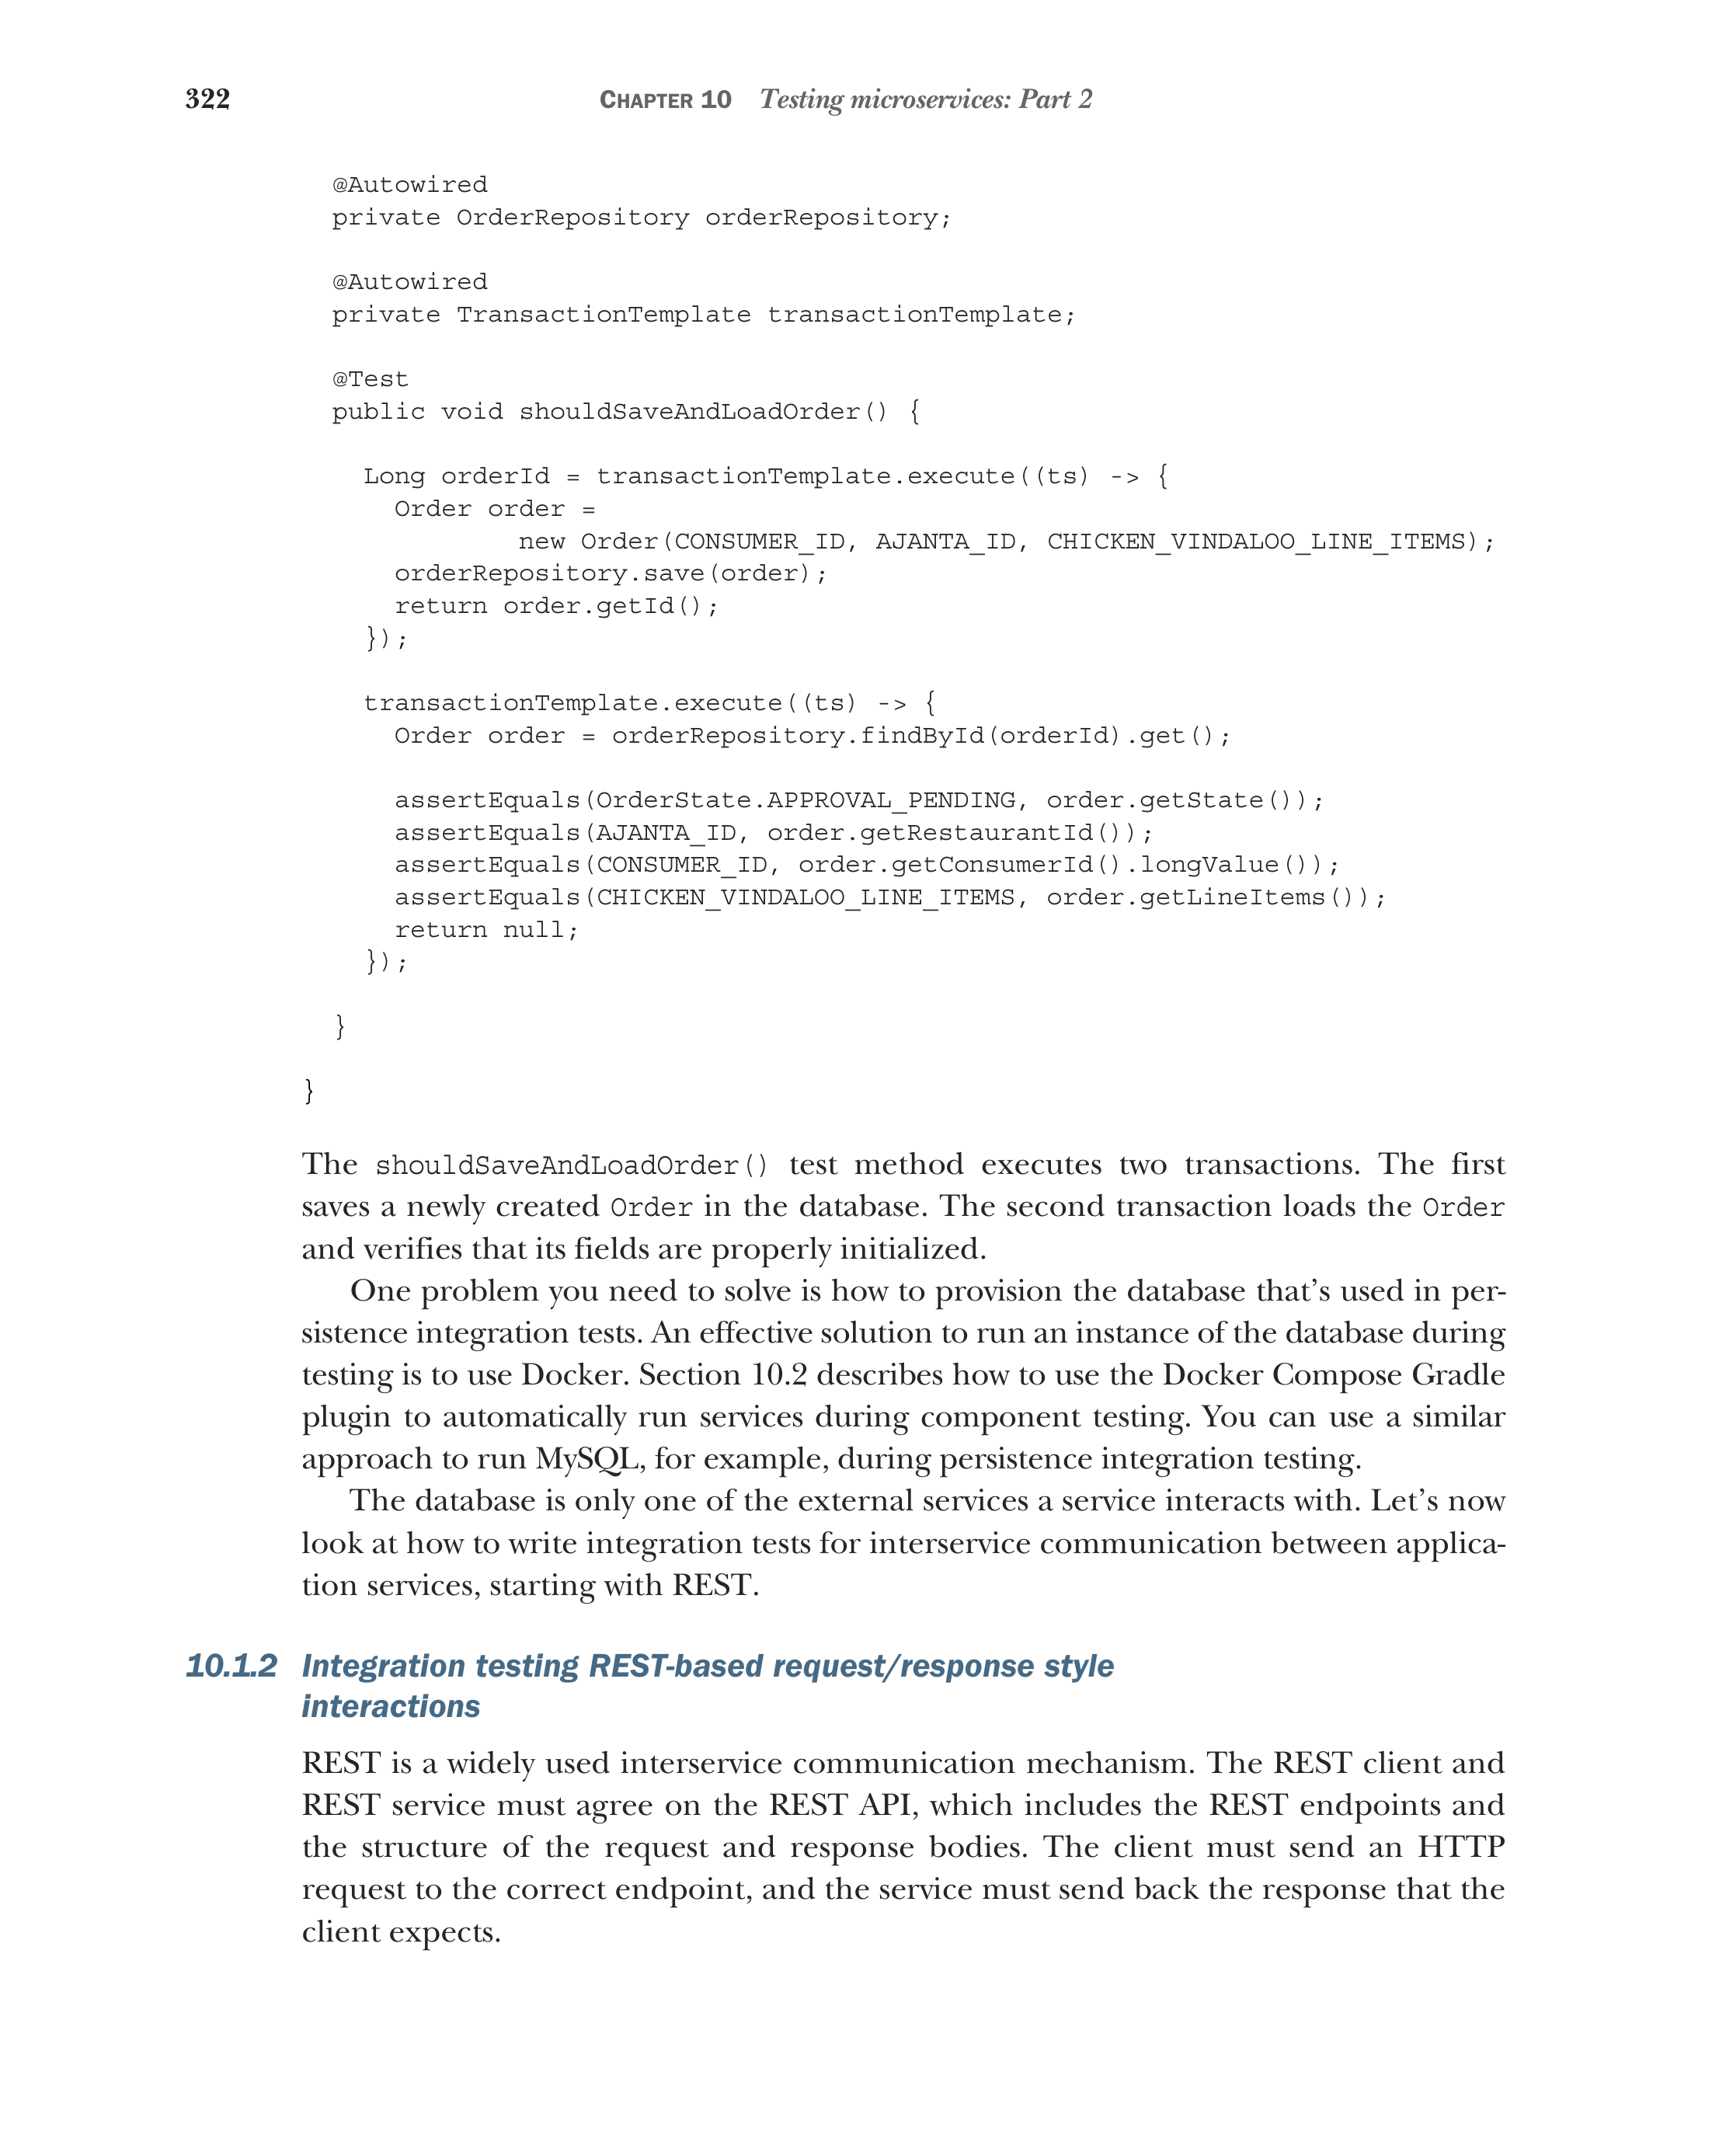 322 CHAPTER 10 Testing microservices: Part 2
@Autowired
private OrderRepository orderRepository;
@Autowired
private TransactionTemplate transactionTemplate;
@Test
public void shouldSaveAndLoadOrder() {
Long orderId = transactionTemplate.execute((ts) -> {
Order order =
new Order(CONSUMER_ID, AJANTA_ID, CHICKEN_VINDALOO_LINE_ITEMS);
orderRepository.save(order);
return order.getId();
});
transactionTemplate.execute((ts) -> {
Order order = orderRepository.findById(orderId).get();
assertEquals(OrderState.APPROVAL_PENDING, order.getState());
assertEquals(AJANTA_ID, order.getRestaurantId());
assertEquals(CONSUMER_ID, order.getConsumerId().longValue());
assertEquals(CHICKEN_VINDALOO_LINE_ITEMS, order.getLineItems());
return null;
});
}
}
The shouldSaveAndLoadOrder() test method executes two transactions. The first
saves a newly created Order in the database. The second transaction loads the Order
and verifies that its fields are properly initialized.
One problem you need to solve is how to provision the database that's used in per-
sistence integration tests. An effective solution to run an instance of the database during
testing is to use Docker. Section 10.2 describes how to use the Docker Compose Gradle
plugin to automatically run services during component testing. You can use a similar
approach to run MySQL, for example, during persistence integration testing.
The database is only one of the external services a service interacts with. Let's now
look at how to write integration tests for interservice communication between applica-
tion services, starting with REST.
10.1.2 Integration testing REST-based request/response style
interactions
REST is a widely used interservice communication mechanism. The REST client and
REST service must agree on the REST API, which includes the REST endpoints and
the structure of the request and response bodies. The client must send an HTTP
request to the correct endpoint, and the service must send back the response that the
client expects.